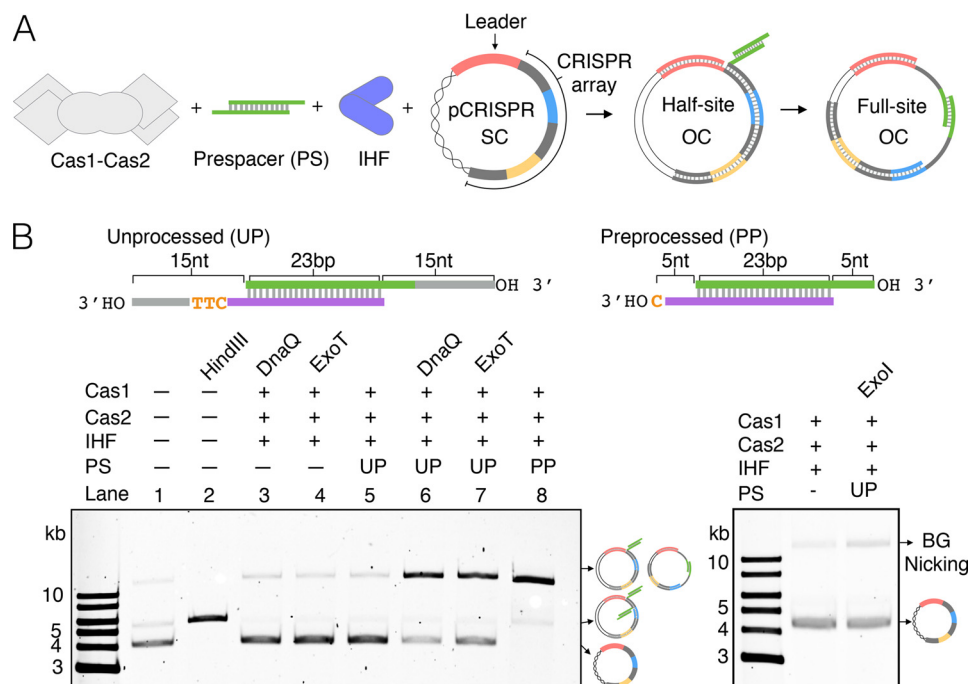 A
Leader
CRISPR
array
pCRISPR
SC
Half-site
OC
Full-site
OC
+ + +
Cas1-Cas2
Prespacer (PS)
IHF
B
Unprocessed (UP)
15nt 23bp 15nt
OH 3'
3'HO TTC
Preprocessed (PP)
5nt 23bp 5nt
OH 3'
3'HO C
HindIII DnaQ ExoT DnaQ ExoT
Cas1 — — + + + + + +
Cas2 — — + + + + + +
IHF — — + + + + + +
PS — — — — UP UP UP PP
Lane 1 2 3 4 5 6 7 8
kb
10
5
4
3
ExoI
Cas1 + +
Cas2 + +
IHF + +
PS - UP
kb
10
5
4
3
BG
Nicking